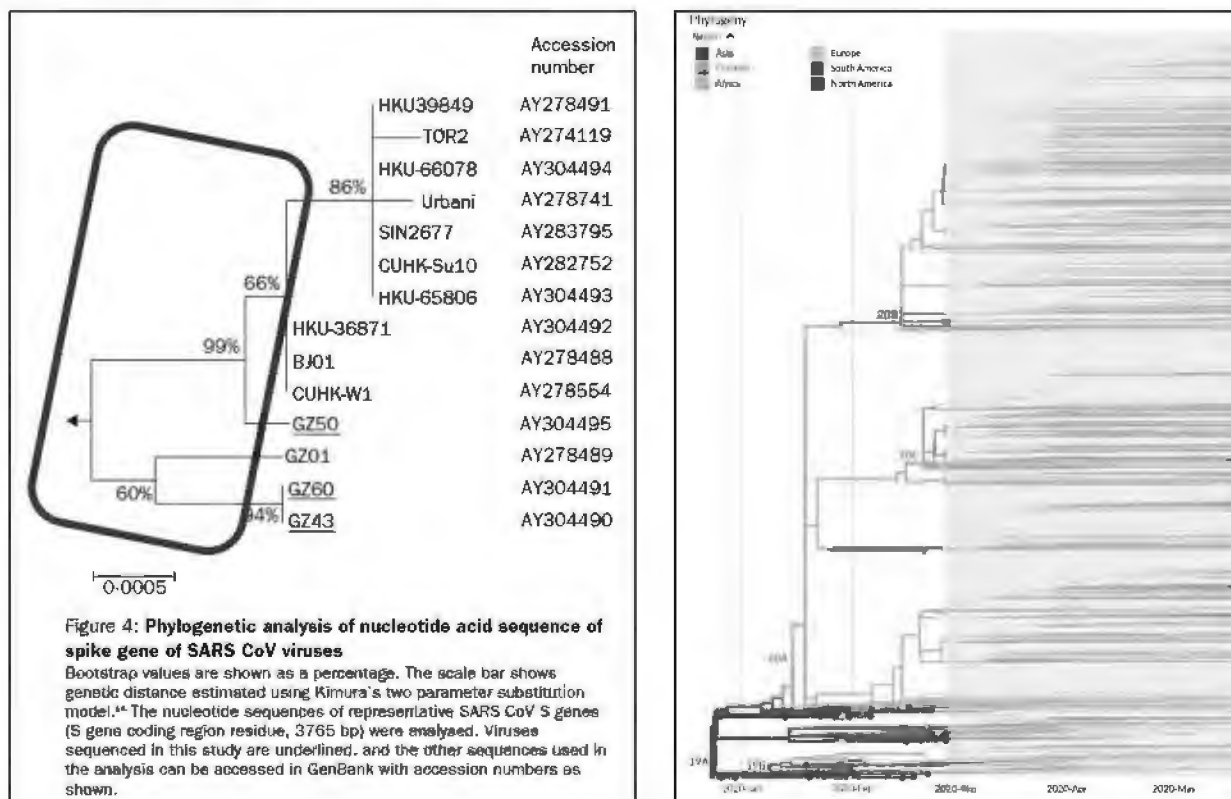 Accession
number
HKU39849 AY278491
TOR2 AY274119
HKU-66078 AY304494
86%
Urbani AY278741
SIN2677 AY283795
CUHK-Su10 AY282752
66%
HKU-65806 AY304493
HKU-36871 AY304492
99%
BJ01 AY278488
CUHK-W1 AY278554
GZ50 AY304495
GZ01 AY278489
60%
GZ60 AY304491
94%
GZ43 AY304490
0·0005
Figure 4: Phylogenetic analysis of nucleotide acid sequence of
spike gene of SARS CoV viruses
Bootstrap values are shown as a percentage. The scale bar shows
genetic distance estimated using Kimura's two parameter substitution
model. The nucleotide sequences of representative SARS CoV S genes
(S gene coding region residue, 3765 bp) were analysed. Viruses
sequenced in this study are underlined, and the other sequences used in
the analysis can be accessed in GenBank with accession numbers as
shown.
Phylogeny
Asia Europe
South America
Africa North America
20B
20A
19A
19B
2020-Apr 2020-May